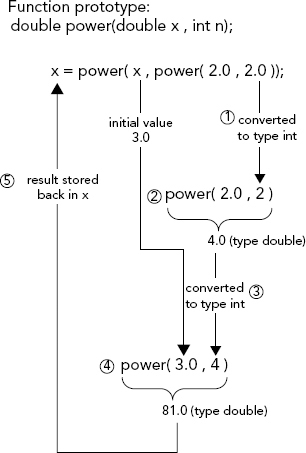 Function prototype:
double power(double x , int n);
x = power( x , power( 2.0 , 2.0 ));
initial value
3.0
① converted
to type int
⑤ result stored
back in x
② power( 2.0 , 2 )
4.0 (type double)
converted ③
to type int
④ power( 3.0 , 4 )
81.0 (type double)